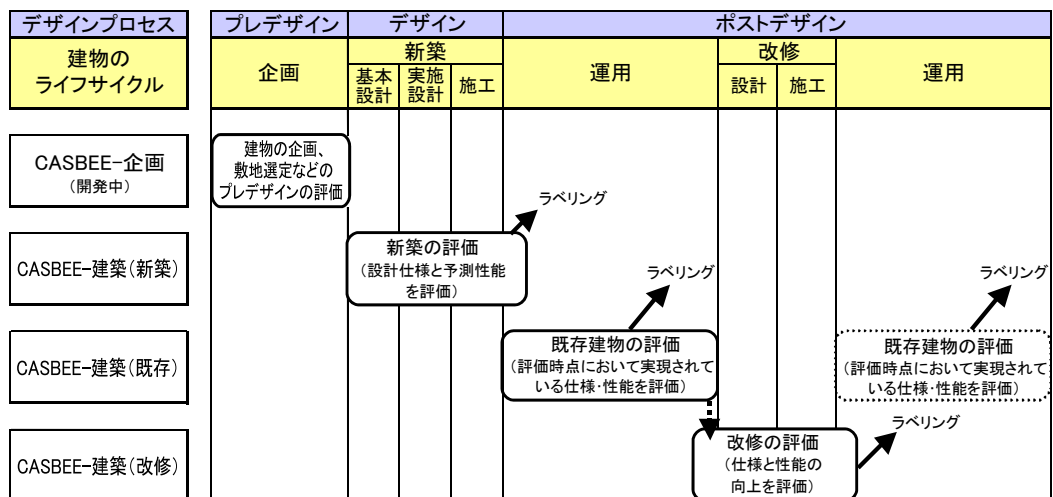 デザインプロセス
プレデザイン
デザイン
ポストデザイン
建物の
ライフサイクル
企画
新築
基本
設計
実施
設計
施工
運用
改修
設計
施工
運用
CASBEE-企画
(開発中)
建物の企画、
敷地選定などの
プレデザインの評価
ラベリング
CASBEE-建築(新築)
新築の評価
(設計仕様と予測性能
を評価)
ラベリング
ラベリング
CASBEE-建築(既存)
既存建物の評価
(評価時点において実現されて
いる仕様・性能を評価)
既存建物の評価
(評価時点において実現されて
いる仕様・性能を評価)
ラベリング
CASBEE-建築(改修)
改修の評価
(仕様と性能の
向上を評価)